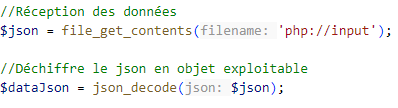 //Réception des données
$json = file_get_contents(filename: 'php://input');
//Déchiffre le json en objet exploitable
$dataJson = json_decode(json: $json);